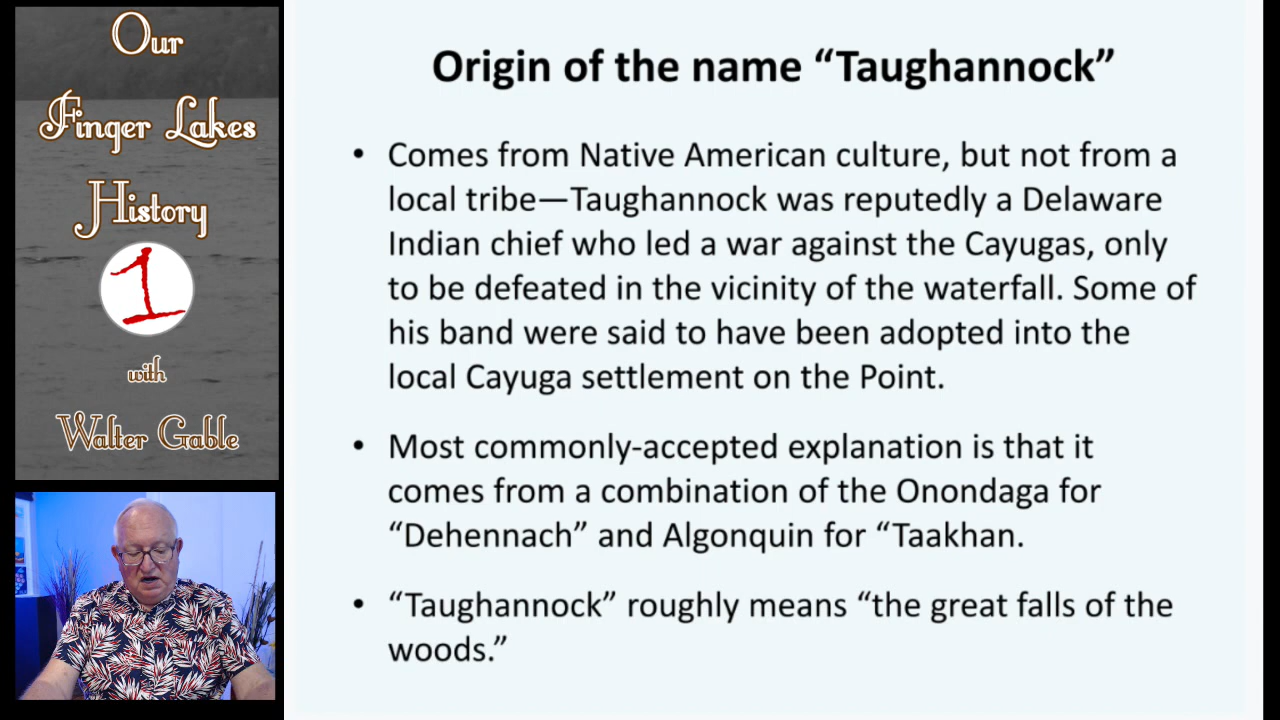 Our
Finger Lakes
History
1
with
Walter Gable
Origin of the name “Taughannock”
• Comes from Native American culture, but not from a
local tribe—Taughannock was reputedly a Delaware
Indian chief who led a war against the Cayugas, only
to be defeated in the vicinity of the waterfall. Some of
his band were said to have been adopted into the
local Cayuga settlement on the Point.
• Most commonly-accepted explanation is that it
comes from a combination of the Onondaga for
“Dehennach” and Algonquin for “Taakhan.
• “Taughannock” roughly means “the great falls of the
woods.”